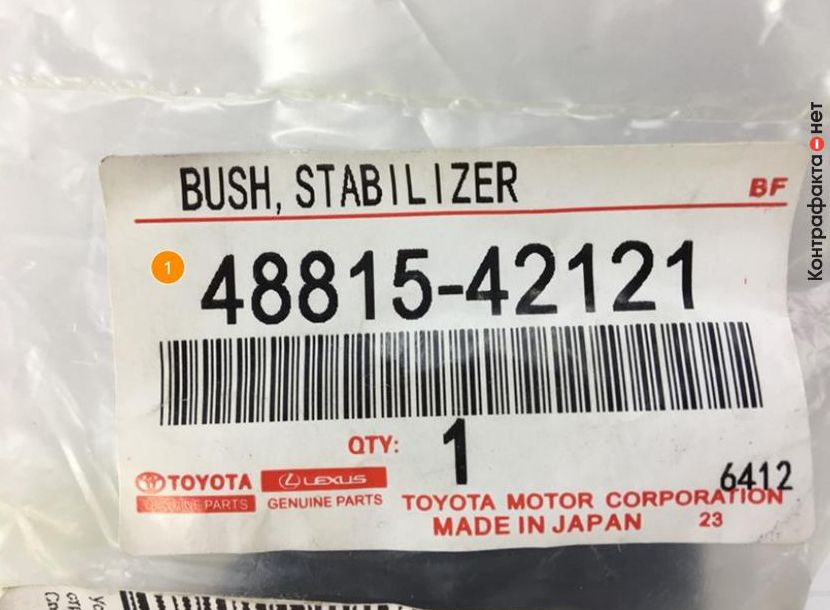 BUSH, STABILIZER
BF
1
48815-42121
QTY: 1
TOYOTA
GENUINE PARTS
LEXUS
GENUINE PARTS
6412
TOYOTA MOTOR CORPORATION
MADE IN JAPAN 23
Контрафакта нет